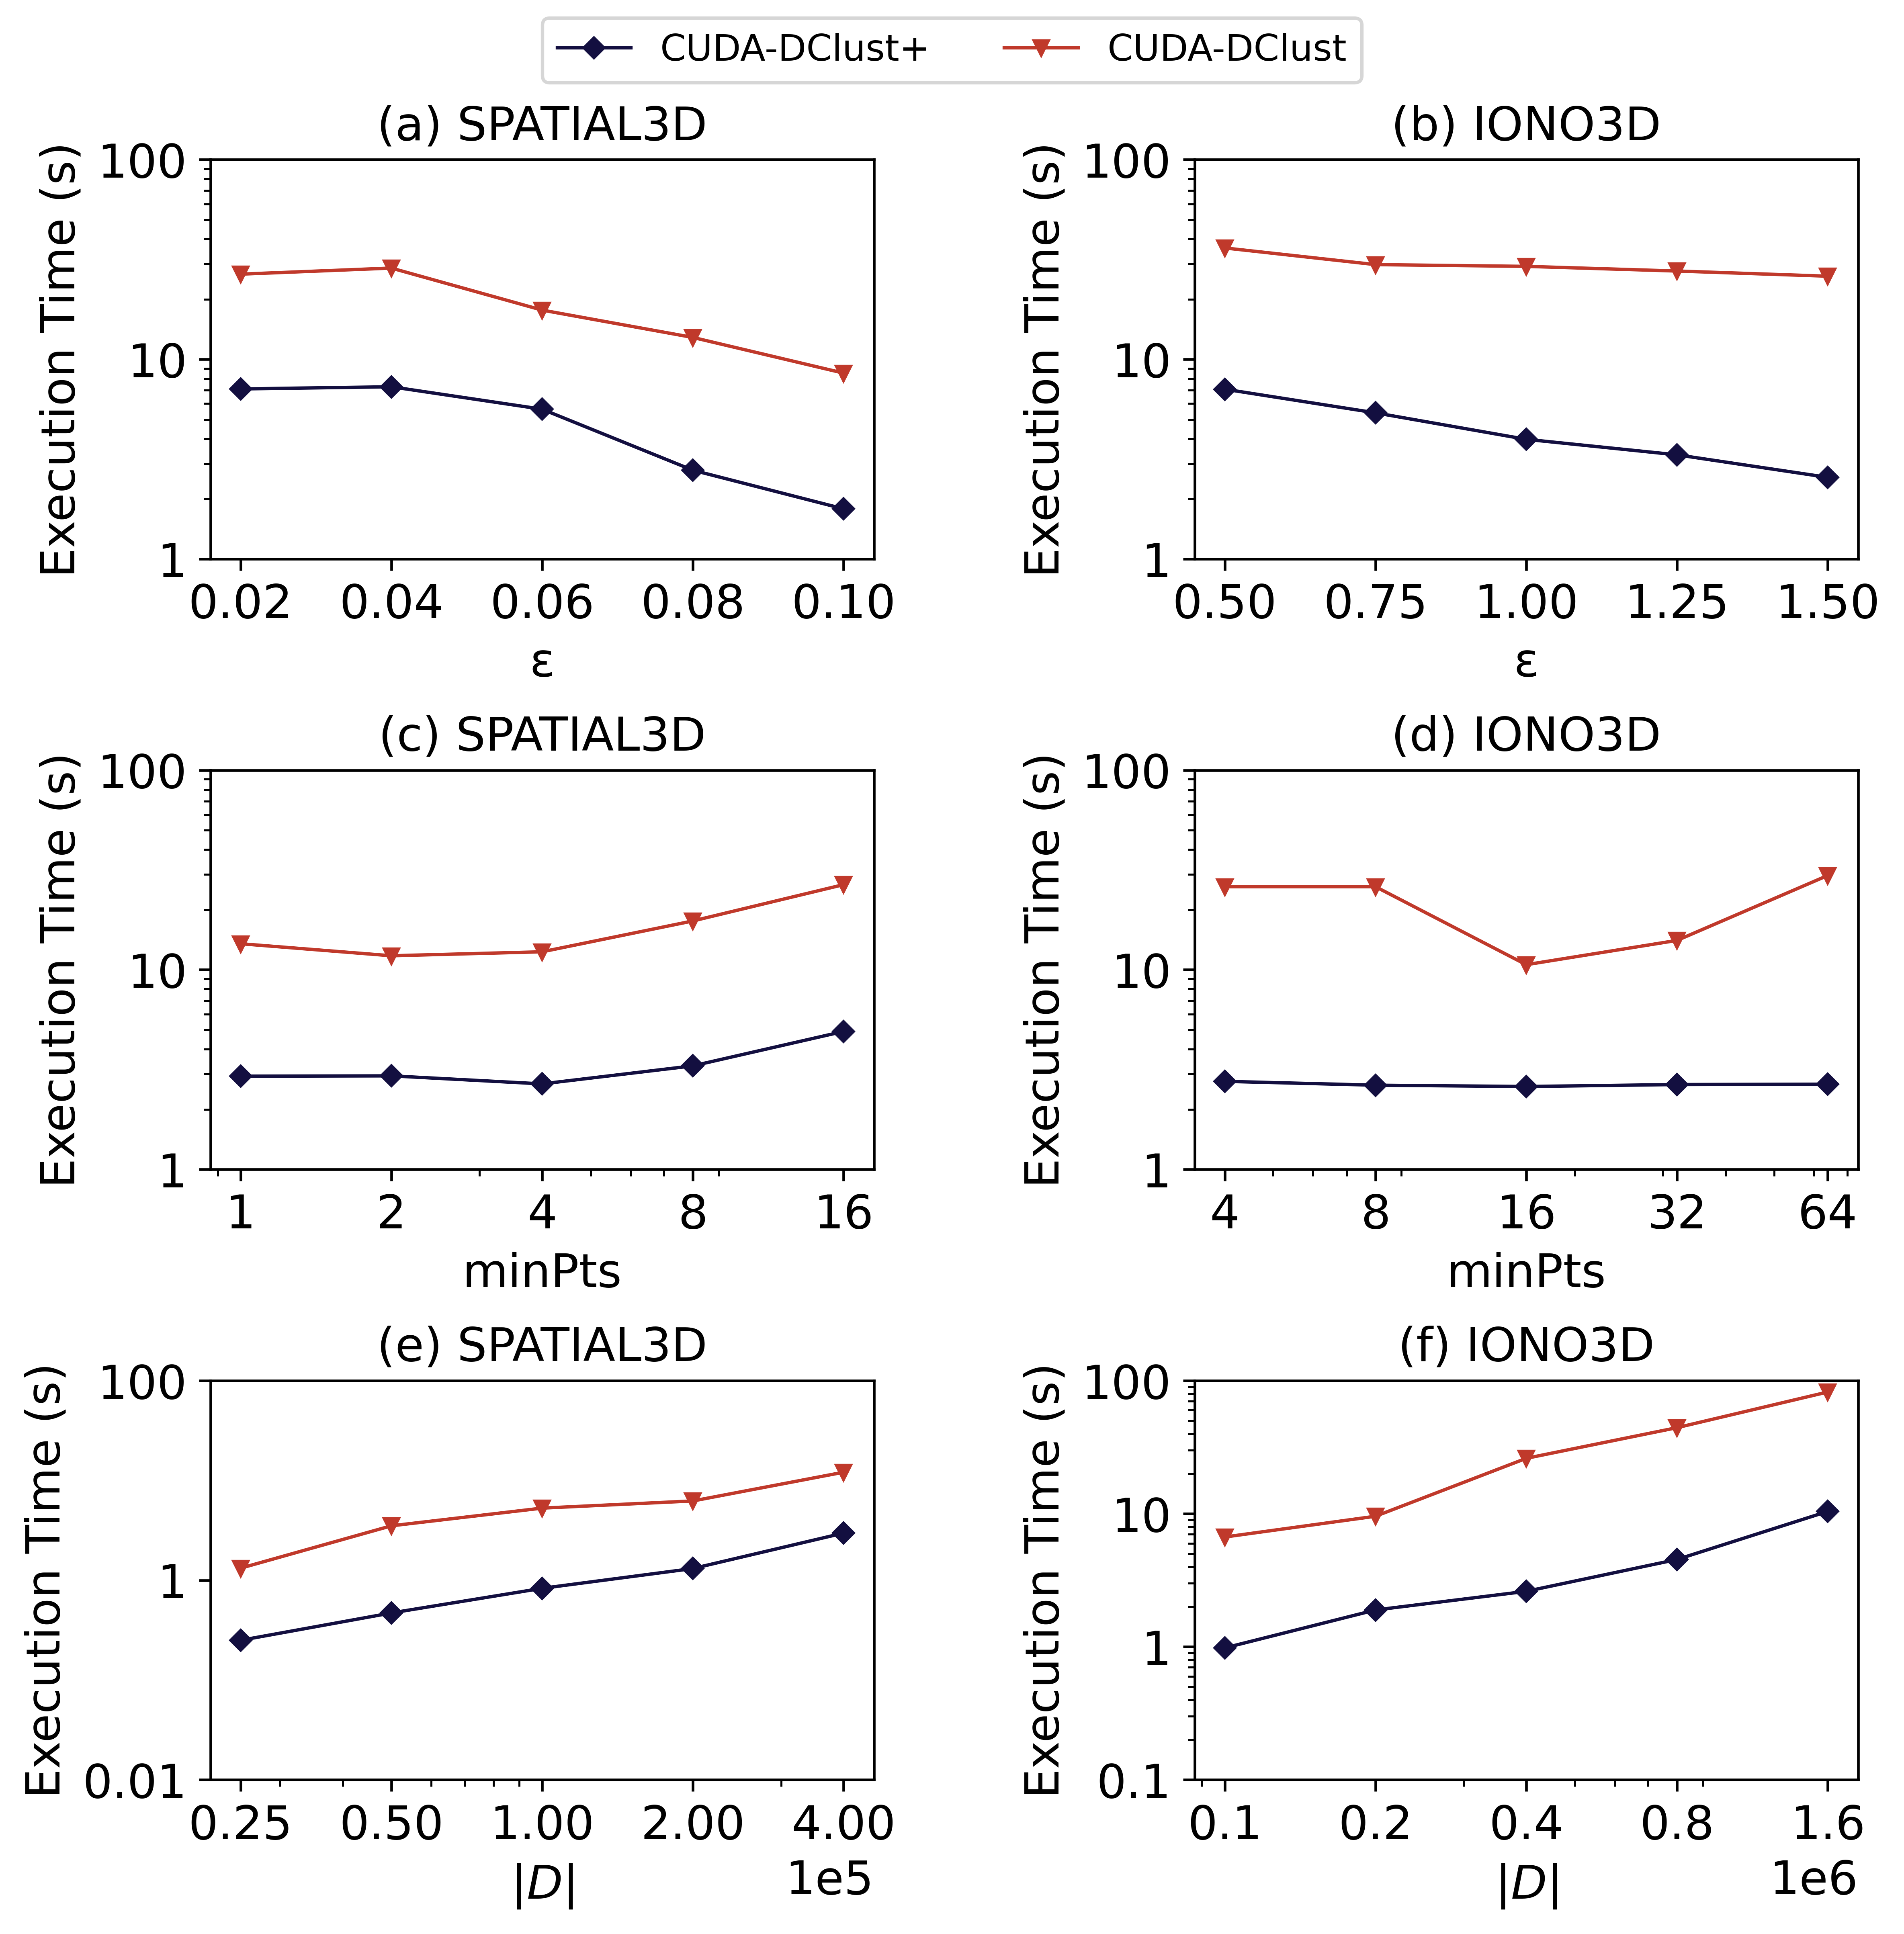 CUDA-DClust+ CUDA-DClust
(a) SPATIAL3D
Execution Time (s)
100
10
1
0.02 0.04 0.06 0.08 0.10
ε
(b) IONO3D
Execution Time (s)
100
10
1
0.50 0.75 1.00 1.25 1.50
ε
(c) SPATIAL3D
Execution Time (s)
100
10
1
1 2 4 8 16
minPts
(d) IONO3D
Execution Time (s)
100
10
1
4 8 16 32 64
minPts
(e) SPATIAL3D
Execution Time (s)
100
1
0.01
0.25 0.50 1.00 2.00 4.00
|D| 1e5
(f) IONO3D
Execution Time (s)
100
10
1
0.1
0.1 0.2 0.4 0.8 1.6
|D| 1e6